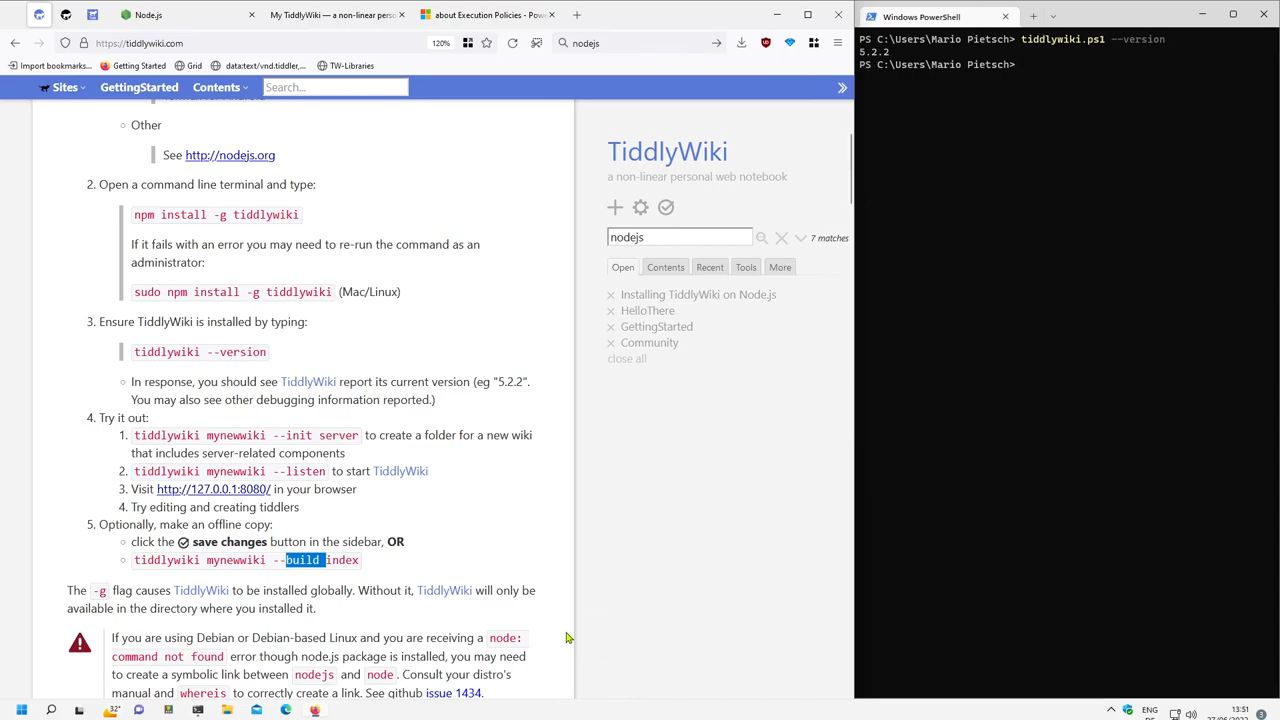 Node.js
My TiddlyWiki — a non-linear perso
about Execution Policies - Pow
https://tiddlywiki.com
120%
nodejs
Import bookmarks...
Getting Started
Grid
data:text/vnd.tiddler,...
TW-Libraries
Sites
GettingStarted
Contents
Search...
Other
See http://nodejs.org
2. Open a command line terminal and type:
npm install -g tiddlywiki
If it fails with an error you may need to re-run the command as an
administrator:
sudo npm install -g tiddlywiki (Mac/Linux)
3. Ensure TiddlyWiki is installed by typing:
tiddlywiki --version
In response, you should see TiddlyWiki report its current version (eg "5.2.2".
You may also see other debugging information reported.)
4. Try it out:
1. tiddlywiki mynewwiki --init server to create a folder for a new wiki
that includes server-related components
2. tiddlywiki mynewwiki --listen to start TiddlyWiki
3. Visit http://127.0.0.1:8080/ in your browser
4. Try editing and creating tiddlers
5. Optionally, make an offline copy:
click the save changes button in the sidebar, OR
tiddlywiki mynewwiki --build index
The -g flag causes TiddlyWiki to be installed globally. Without it, TiddlyWiki will only be
available in the directory where you installed it.
If you are using Debian or Debian-based Linux and you are receiving a node:
command not found error though node.js package is installed, you may need
to create a symbolic link between nodejs and node. Consult your distro's
manual and whereis to correctly create a link. See github issue 1434.
TiddlyWiki
a non-linear personal web notebook
nodejs
7 matches
Open
Contents
Recent
Tools
More
Installing TiddlyWiki on Node.js
HelloThere
GettingStarted
Community
close all
Windows PowerShell
PS C:\Users\Mario Pietsch> tiddlywiki.ps1 --version
5.2.2
PS C:\Users\Mario Pietsch>
32°
ENG
13:51
27/06/2022